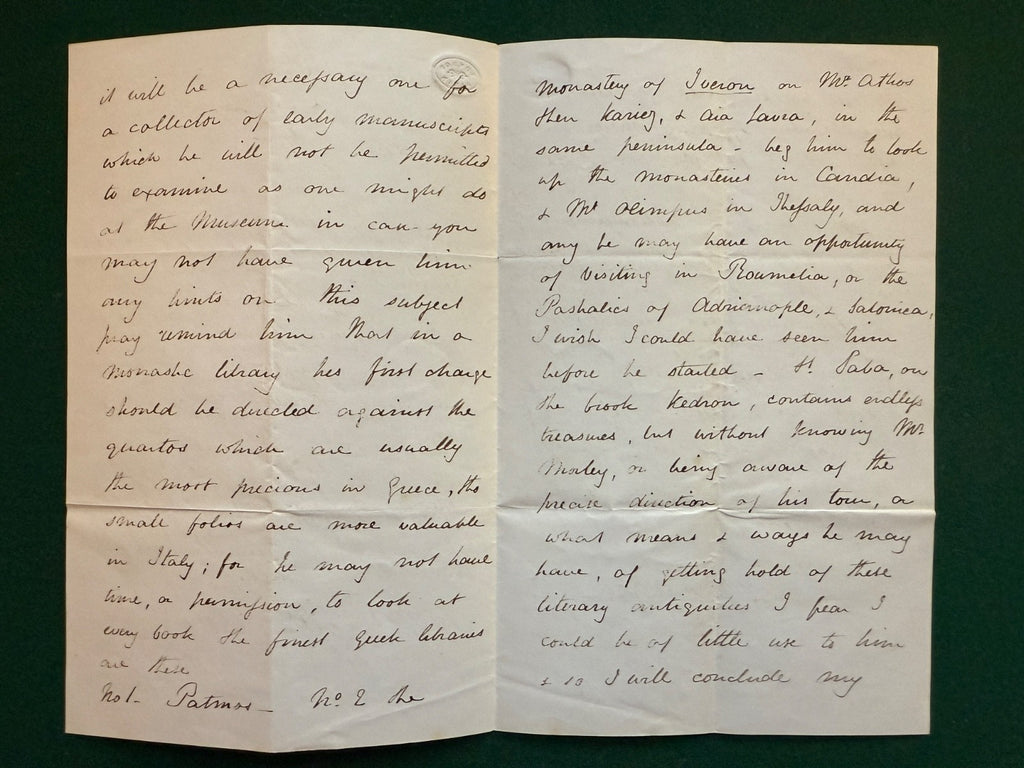 it will be a necessary one for
a collector of early manuscripts
which he will not be permitted
to examine as one might do
at the Museum in case you
may not have given him
any hints on this subject
pray remind him that in a
monastic library his first charge
should be directed against the
quartos which are usually
the most precious in Greece, the
small folios are more valuable
in Italy; for he may not have
time, or permission, to look at
every book the finest Greek libraries
are these
No1- Patmos - No. 2 the
monastery of Iveron on Mt. Athos
then Kariez, & Aia Lavra, in the
same peninsula - beg him to look
up the monasteries in Candia,
& Mt Olimpus in Thessaly, and
any he may have an opportunity
of visiting in Roumelia, or the
Pashalics of Adrianople, & Salonica,
I wish I could have seen him
before he started - St. Saba, on
the brook Kedron, contains endless
treasures, but without knowing Mr.
Morley, or being aware of the
precise direction of his tour, or
what means & ways he may
have, of getting hold of these
literary antiquities I fear I
could be of little use to him
& so I will conclude my